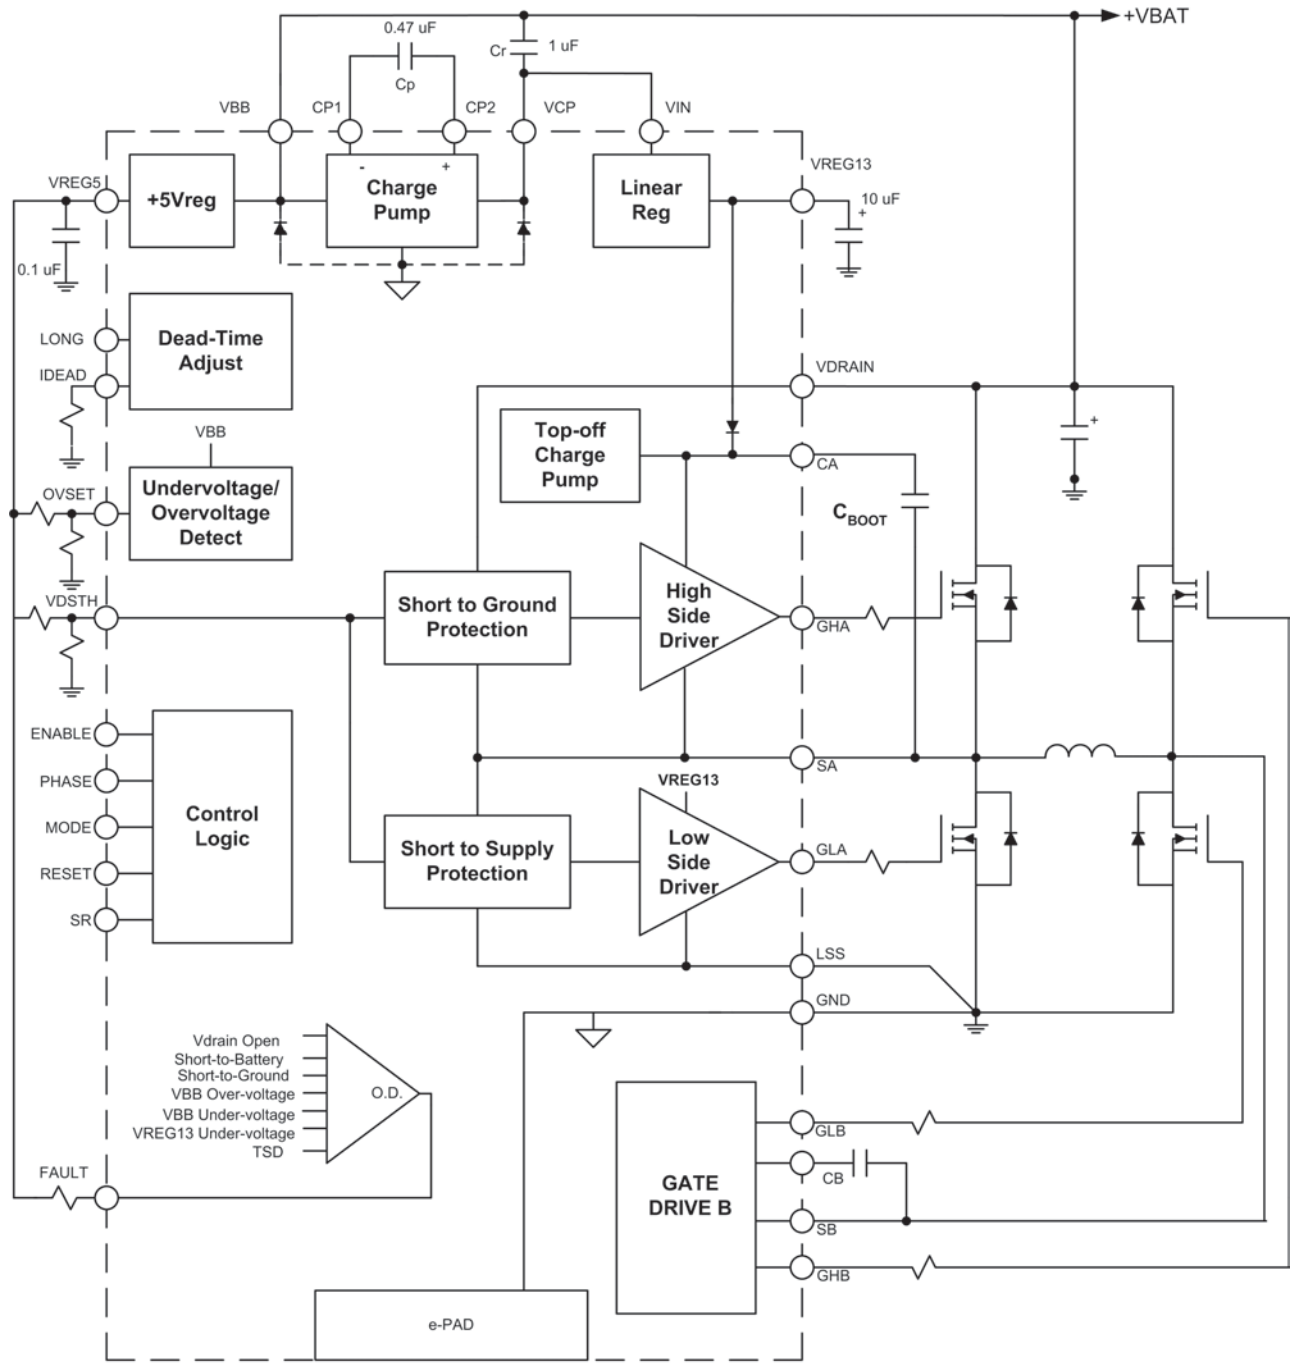 +VBAT
0.47 uF
Cr
1 uF
Cp
VBB
CP1
CP2
VCP
VIN
VREG5
+5Vreg
-
+
Charge
Pump
Linear
Reg
VREG13
10 uF
+
0.1 uF
LONG
IDEAD
Dead-Time
Adjust
VDRAIN
VBB
OVSET
Undervoltage/
Overvoltage
Detect
Top-off
Charge
Pump
CA
+
CBOOT
VDSTH
Short to Ground
Protection
High
Side
Driver
GHA
ENABLE
PHASE
MODE
RESET
SR
Control
Logic
SA
VREG13
Short to Supply
Protection
Low
Side
Driver
GLA
LSS
GND
Vdrain Open
Short-to-Battery
Short-to-Ground
VBB Over-voltage
VBB Under-voltage
VREG13 Under-voltage
TSD
O.D.
FAULT
GATE
DRIVE B
GLB
CB
SB
GHB
e-PAD